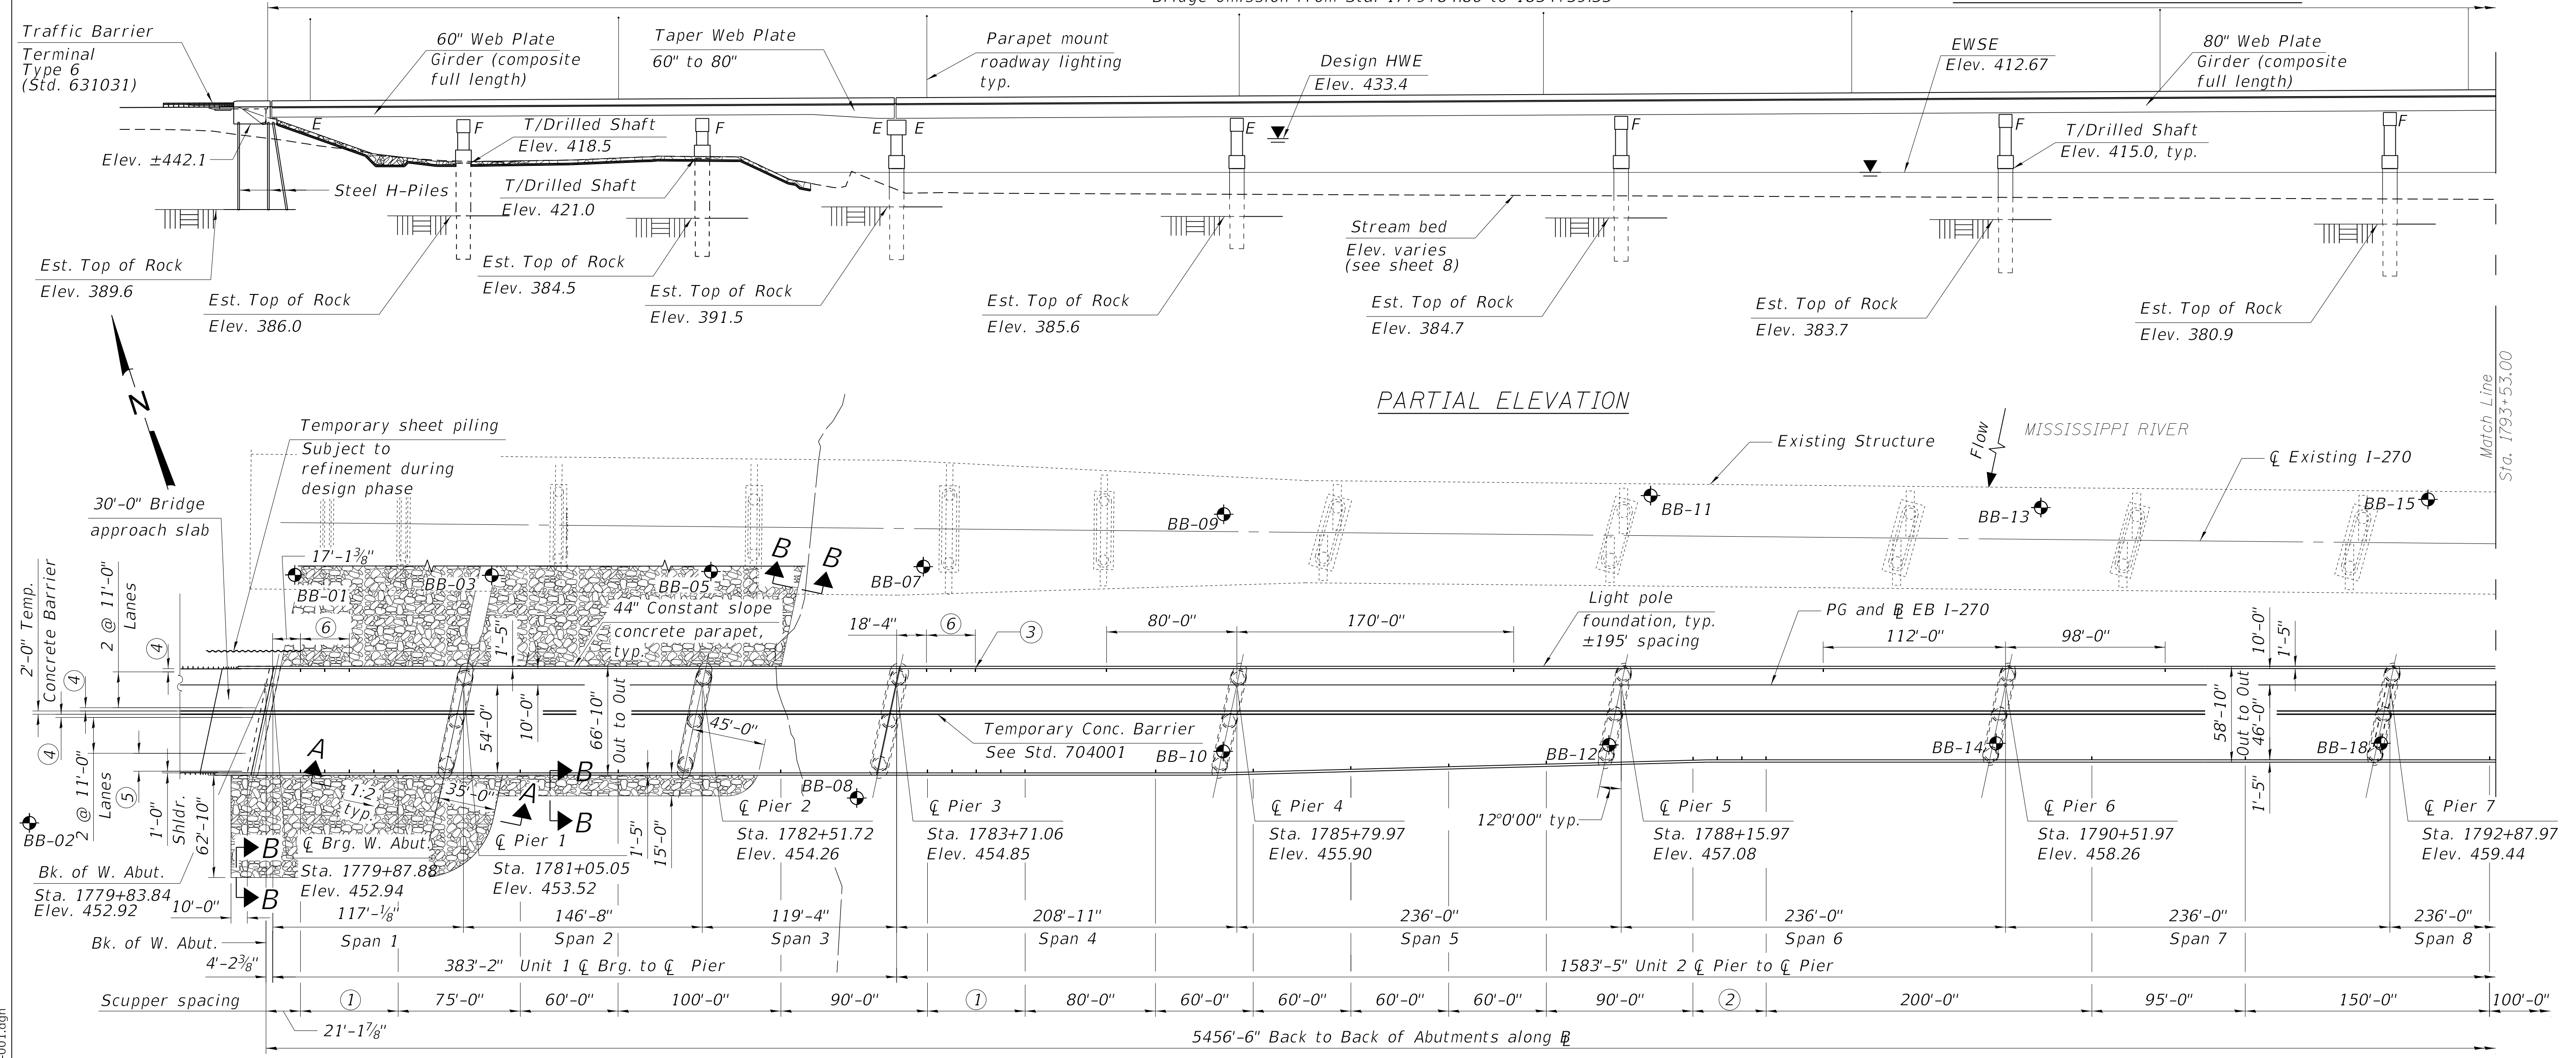 Traffic Barrier
Terminal
Type 6
(Std. 631031)
60" Web Plate
Girder (composite
full length)
Taper Web Plate
60" to 80"
Parapet mount
roadway lighting
typ.
Design HWE
Elev. 433.4
EWSE
Elev. 412.67
80" Web Plate
Girder (composite
full length)
E
F
T/Drilled Shaft
Elev. 418.5
F
E
E
E
F
F
T/Drilled Shaft
Elev. 415.0, typ.
F
Elev. ±442.1
Steel H-Piles
T/Drilled Shaft
Elev. 421.0
Stream bed
Elev. varies
(see sheet 8)
Est. Top of Rock
Elev. 389.6
Est. Top of Rock
Elev. 386.0
Est. Top of Rock
Elev. 384.5
Est. Top of Rock
Elev. 391.5
Est. Top of Rock
Elev. 385.6
Est. Top of Rock
Elev. 384.7
Est. Top of Rock
Elev. 383.7
Est. Top of Rock
Elev. 380.9
PARTIAL ELEVATION
Match Line
Sta. 1793+53.00
N
Temporary sheet piling
Subject to
refinement during
design phase
Existing Structure
Flow
MISSISSIPPI RIVER
℄ Existing I-270
30'-0" Bridge
approach slab
17'-1⅜"
BB-01
BB-03
BB-05
B
B
BB-07
BB-09
BB-11
BB-13
BB-15
2'-0" Temp.
Concrete Barrier
2 @ 11'-0"
Lanes
4
4
4
6
1'-5"
44" Constant slope
concrete parapet,
typ.
18'-4"
6
3
80'-0"
170'-0"
Light pole
foundation, typ.
±195' spacing
PG and ℄ EB I-270
112'-0"
98'-0"
10'-0"
1'-5"
54'-0"
10'-0"
66'-10"
Out to Out
45'-0"
Temporary Conc. Barrier
See Std. 704001
BB-10
BB-12
BB-14
58'-10"
Out to Out
46'-0"
BB-18
2 @ 11'-0"
Lanes
5
1'-0"
Shldr.
62'-10"
A
1:2
typ.
35'-0"
A
B
B
BB-08
BB-02
B
B
1'-5"
15'-0"
12°0'00" typ.
1'-5"
Bk. of W. Abut.
Sta. 1779+83.84
Elev. 452.92
℄ Brg. W. Abut.
Sta. 1779+87.88
Elev. 452.94
℄ Pier 1
Sta. 1781+05.05
Elev. 453.52
℄ Pier 2
Sta. 1782+51.72
Elev. 454.26
℄ Pier 3
Sta. 1783+71.06
Elev. 454.85
℄ Pier 4
Sta. 1785+79.97
Elev. 455.90
℄ Pier 5
Sta. 1788+15.97
Elev. 457.08
℄ Pier 6
Sta. 1790+51.97
Elev. 458.26
℄ Pier 7
Sta. 1792+87.97
Elev. 459.44
10'-0"
117'-⅛"
Span 1
146'-8"
Span 2
119'-4"
Span 3
208'-11"
Span 4
236'-0"
Span 5
236'-0"
Span 6
236'-0"
Span 7
236'-0"
Span 8
Bk. of W. Abut.
4'-2⅜"
383'-2" Unit 1 ℄ Brg. to ℄ Pier
1583'-5" Unit 2 ℄ Pier to ℄ Pier
Scupper spacing
1
75'-0"
60'-0"
100'-0"
90'-0"
1
80'-0"
60'-0"
60'-0"
60'-0"
60'-0"
90'-0"
2
200'-0"
95'-0"
150'-0"
100'-0"
21'-1⅞"
5456'-6" Back to Back of Abutments along ℄